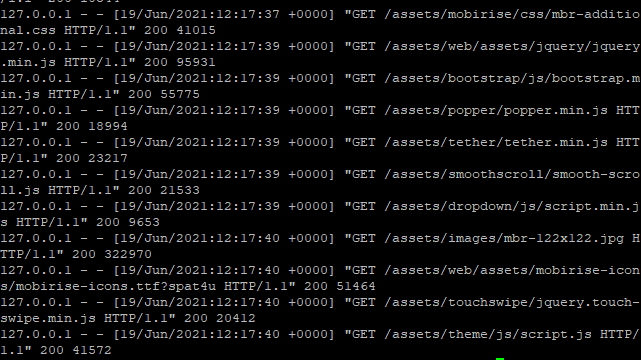 127.0.0.1 - - [19/Jun/2021:12:17:37 +0000] "GET /assets/mobirise/css/mbr-additio
nal.css HTTP/1.1" 200 41015
127.0.0.1 - - [19/Jun/2021:12:17:39 +0000] "GET /assets/web/assets/jquery/jquery
.min.js HTTP/1.1" 200 95931
127.0.0.1 - - [19/Jun/2021:12:17:39 +0000] "GET /assets/bootstrap/js/bootstrap.m
in.js HTTP/1.1" 200 55775
127.0.0.1 - - [19/Jun/2021:12:17:39 +0000] "GET /assets/popper/popper.min.js HTT
P/1.1" 200 18994
127.0.0.1 - - [19/Jun/2021:12:17:39 +0000] "GET /assets/tether/tether.min.js HTT
P/1.1" 200 23217
127.0.0.1 - - [19/Jun/2021:12:17:39 +0000] "GET /assets/smoothscroll/smooth-scro
ll.js HTTP/1.1" 200 21533
127.0.0.1 - - [19/Jun/2021:12:17:39 +0000] "GET /assets/dropdown/js/script.min.j
s HTTP/1.1" 200 9653
127.0.0.1 - - [19/Jun/2021:12:17:40 +0000] "GET /assets/images/mbr-122x122.jpg H
TTP/1.1" 200 322970
127.0.0.1 - - [19/Jun/2021:12:17:40 +0000] "GET /assets/web/assets/mobirise-icon
s/mobirise-icons.ttf?spat4u HTTP/1.1" 200 51464
127.0.0.1 - - [19/Jun/2021:12:17:40 +0000] "GET /assets/touchswipe/jquery.touch-
swipe.min.js HTTP/1.1" 200 20412
127.0.0.1 - - [19/Jun/2021:12:17:40 +0000] "GET /assets/theme/js/script.js HTTP/
1.1" 200 41572